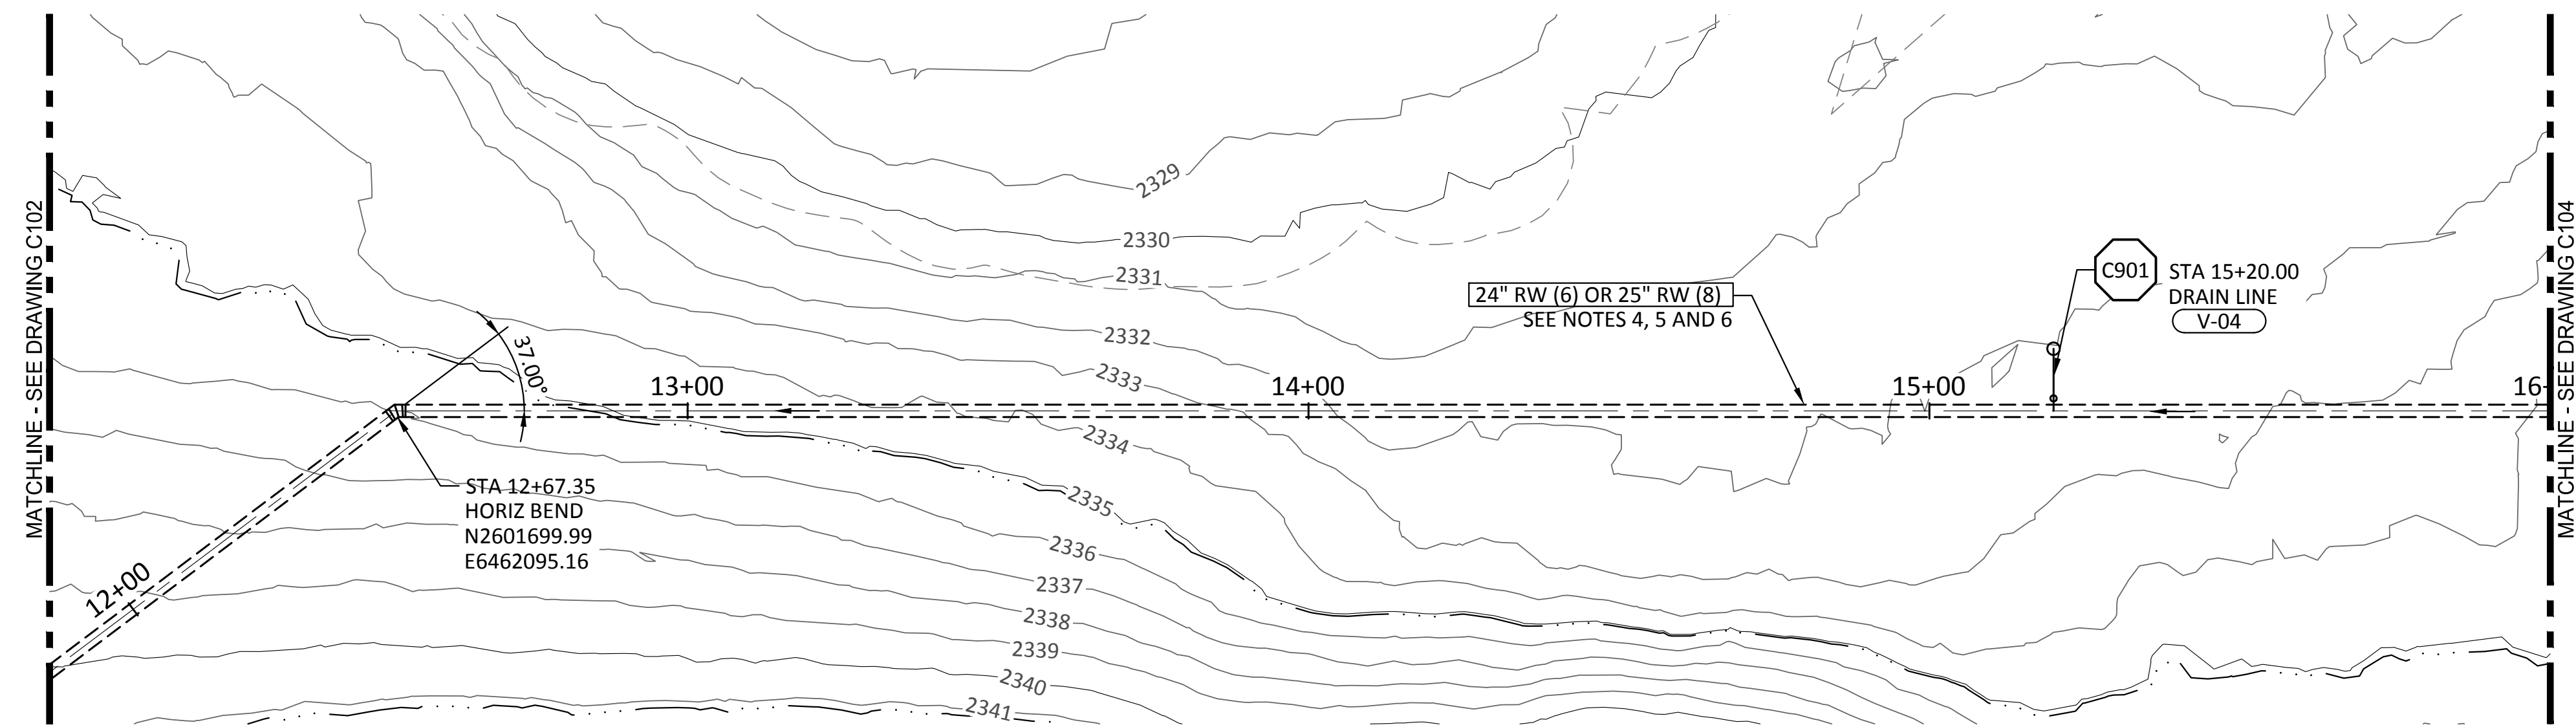 MATCHLINE - SEE DRAWING C102
2329
2330
2331
2332
2333
2334
2335
2336
2337
2338
2339
2340
2341
24" RW (6) OR 25" RW (8)
SEE NOTES 4, 5 AND 6
C901
STA 15+20.00
DRAIN LINE
V-04
37.00°
12+00
13+00
14+00
15+00
16+
STA 12+67.35
HORIZ BEND
N2601699.99
E6462095.16
MATCHLINE - SEE DRAWING C104